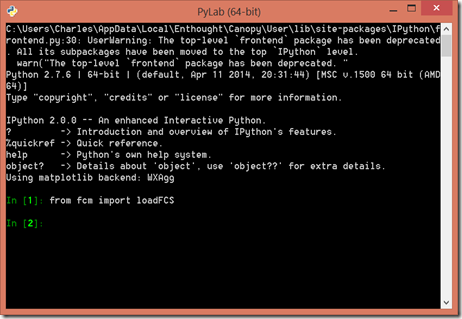 PyLab (64-bit)
C:\Users\Charles\AppData\Local\Enthought\Canopy\User\lib\site-packages\IPython\f
rontend.py:30: UserWarning: The top-level `frontend` package has been deprecated
. All its subpackages have been moved to the top `IPython` level.
  warn("The top-level `frontend` package has been deprecated. "
Python 2.7.6 | 64-bit | (default, Apr 11 2014, 20:31:44) [MSC v.1500 64 bit (AMD
64)]
Type "copyright", "credits" or "license" for more information.
IPython 2.0.0 -- An enhanced Interactive Python.
?         -> Introduction and overview of IPython's features.
%quickref -> Quick reference.
help      -> Python's own help system.
object?   -> Details about 'object', use 'object??' for extra details.
Using matplotlib backend: WXAgg
In [1]: from fcm import loadFCS
In [2]: